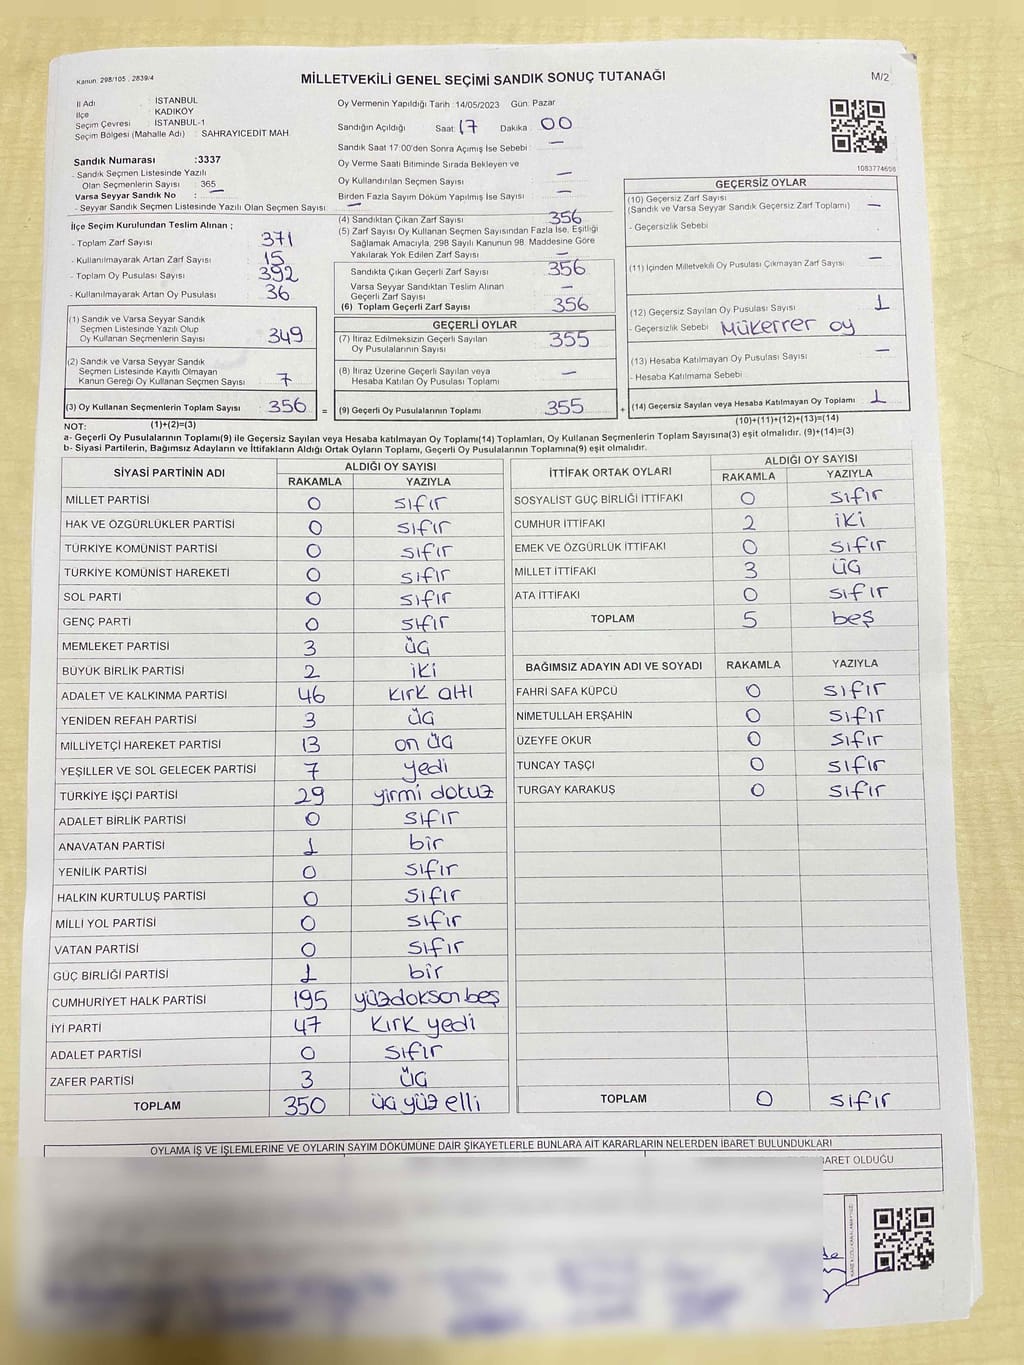 Kanun, 298/105 , 2839/4
MİLLETVEKİLİ GENEL SEÇİMİ SANDIK SONUÇ TUTANAĞI
M/2
İl Adı İSTANBUL
İlçe KADIKÖY
Seçim Çevresi İSTANBUL-1
Seçim Bölgesi (Mahalle Adı) : SAHRAYICEDİT MAH.
Oy Vermenin Yapıldığı Tarih :14/05/2023 Gün: Pazar
Sandığın Açıldığı Saat 17 Dakika 00
Sandık Saat 17:00'den Sonra Açımış İse Sebebi —
Oy Verme Saati Bitiminde Sırada Bekleyen ve
Oy Kullandırılan Seçmen Sayısı —
Birden Fazla Sayım Döküm Yapılmış İse Sayısı —
1083774608
Sandık Numarası :3337
- Sandık Seçmen Listesinde Yazılı
Olan Seçmenlerin Sayısı 365
Varsa Seyyar Sandık No : —
- Seyyar Sandık Seçmen Listesinde Yazılı Olan Seçmen Sayısı : —
İlçe Seçim Kurulundan Teslim Alınan ;
- Toplam Zarf Sayısı 371
- Kullanılmayarak Artan Zarf Sayısı 15
- Toplam Oy Pusulası Sayısı 392
- Kullanılmayarak Artan Oy Pusulası 36
(1) Sandık ve Varsa Seyyar Sandık
Seçmen Listesinde Yazılı Olup
Oy Kullanan Seçmenlerin Sayısı 349
(2) Sandık ve Varsa Seyyar Sandık
Seçmen Listesinde Kayıtlı Olmayan
Kanun Gereği Oy Kullanan Seçmen Sayısı 7
(3) Oy Kullanan Seçmenlerin Toplam Sayısı 356 =
(1)+(2)=(3)
(4) Sandıktan Çıkan Zarf Sayısı 356
(5) Zarf Sayısı Oy Kullanan Seçmen Sayısından Fazla İse, Eşitliği
Sağlamak Amacıyla, 298 Sayılı Kanunun 98. Maddesine Göre
Yakılarak Yok Edilen Zarf Sayısı —
Sandıkta Çıkan Geçerli Zarf Sayısı 356
Varsa Seyyar Sandıktan Teslim Alınan
Geçerli Zarf Sayısı —
(6) Toplam Geçerli Zarf Sayısı 356
GEÇERLİ OYLAR
(7) İtiraz Edilmeksizin Geçerli Sayılan
Oy Pusulalarının Sayısı 355
(8) İtiraz Üzerine Geçerli Sayılan veya
Hesaba Katılan Oy Pusulası Toplamı —
(9) Geçerli Oy Pusulalarının Toplamı 355 +
GEÇERSİZ OYLAR
(10) Geçersiz Zarf Sayısı
(Sandık ve Varsa Seyyar Sandık Geçersiz Zarf Toplamı) —
- Geçersizlik Sebebi
(11) İçinden Milletvekili Oy Pusulası Çıkmayan Zarf Sayısı —
(12) Geçersiz Sayılan Oy Pusulası Sayısı 1
- Geçersizlik Sebebi Mükerrer oy
(13) Hesaba Katılmayan Oy Pusulası Sayısı —
- Hesaba Katılmama Sebebi
(14) Geçersiz Sayılan veya Hesaba Katılmayan Oy Toplamı 1
(10)+(11)+(12)+(13)=(14)
NOT:
a- Geçerli Oy Pusulalarının Toplamı(9) ile Geçersiz Sayılan veya Hesaba katılmayan Oy Toplamı(14) Toplamları, Oy Kullanan Seçmenlerin Toplam Sayısına(3) eşit olmalıdır. (9)+(14)=(3)
b- Siyasi Partilerin, Bağımsız Adayların ve İttifakların Aldığı Ortak Oyların Toplamı, Geçerli Oy Pusulalarının Toplamına(9) eşit olmalıdır.
SİYASİ PARTİNİN ADI ALDIĞI OY SAYISI
RAKAMLA YAZIYLA
MİLLET PARTİSİ 0 sıfır
HAK VE ÖZGÜRLÜKLER PARTİSİ 0 sıfır
TÜRKİYE KOMÜNİST PARTİSİ 0 sıfır
TÜRKİYE KOMÜNİST HAREKETİ 0 sıfır
SOL PARTİ 0 sıfır
GENÇ PARTİ 0 sıfır
MEMLEKET PARTİSİ 3 üç
BÜYÜK BİRLİK PARTİSİ 2 iki
ADALET VE KALKINMA PARTİSİ 46 kırk altı
YENİDEN REFAH PARTİSİ 3 üç
MİLLİYETÇİ HAREKET PARTİSİ 13 on üç
YEŞİLLER VE SOL GELECEK PARTİSİ 7 yedi
TÜRKİYE İŞÇİ PARTİSİ 29 yirmi dokuz
ADALET BİRLİK PARTİSİ 0 sıfır
ANAVATAN PARTİSİ 1 bir
YENİLİK PARTİSİ 0 sıfır
HALKIN KURTULUŞ PARTİSİ 0 sıfır
MİLLİ YOL PARTİSİ 0 sıfır
VATAN PARTİSİ 0 sıfır
GÜÇ BİRLİĞİ PARTİSİ 1 bir
CUMHURİYET HALK PARTİSİ 195 yüzdoksan beş
İYİ PARTİ 47 kırk yedi
ADALET PARTİSİ 0 sıfır
ZAFER PARTİSİ 3 üç
TOPLAM 350 üç yüz elli
İTTİFAK ORTAK OYLARI ALDIĞI OY SAYISI
RAKAMLA YAZIYLA
SOSYALİST GÜÇ BİRLİĞİ İTTİFAKI 0 sıfır
CUMHUR İTTİFAKI 2 iki
EMEK VE ÖZGÜRLÜK İTTİFAKI 0 sıfır
MİLLET İTTİFAKI 3 üç
ATA İTTİFAKI 0 sıfır
TOPLAM 5 beş
BAĞIMSIZ ADAYIN ADI VE SOYADI RAKAMLA YAZIYLA
FAHRİ SAFA KÜPCÜ 0 sıfır
NİMETULLAH ERŞAHİN 0 sıfır
ÜZEYFE OKUR 0 sıfır
TUNCAY TAŞÇI 0 sıfır
TURGAY KARAKUŞ 0 sıfır
TOPLAM 0 sıfır
OYLAMA İŞ VE İŞLEMLERİNE VE OYLARIN SAYIM DÖKÜMÜNE DAİR ŞİKAYETLERLE BUNLARA AİT KARARLARIN NELERDEN İBARET BULUNDUKLARI
BARET OLDUĞU